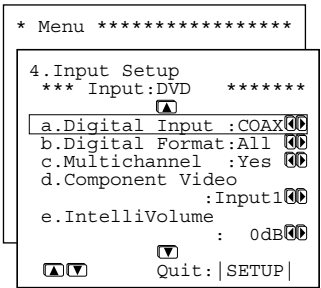 * Menu *****************
4.Input Setup
*** Input:DVD *******
a.Digital Input :COAX
b.Digital Format:All
c.Multichannel :Yes
d.Component Video
:Input1
e.IntelliVolume
: 0dB
Quit:|SETUP|